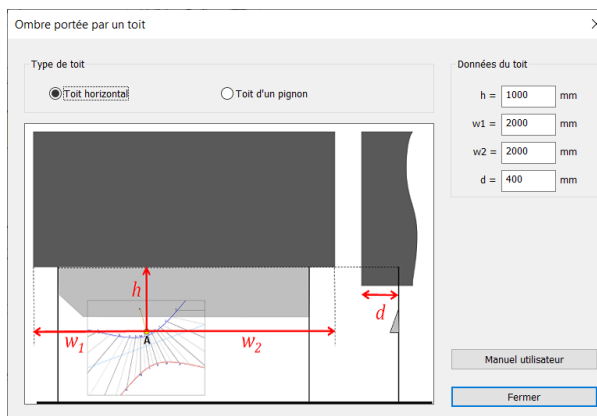 Ombre portée par un toit
Type de toit
Toit horizontal
Toit d'un pignon
Données du toit
h = 1000 mm
w1 = 2000 mm
w2 = 2000 mm
d = 400 mm
h
d
w1
A
w2
Manuel utilisateur
Fermer